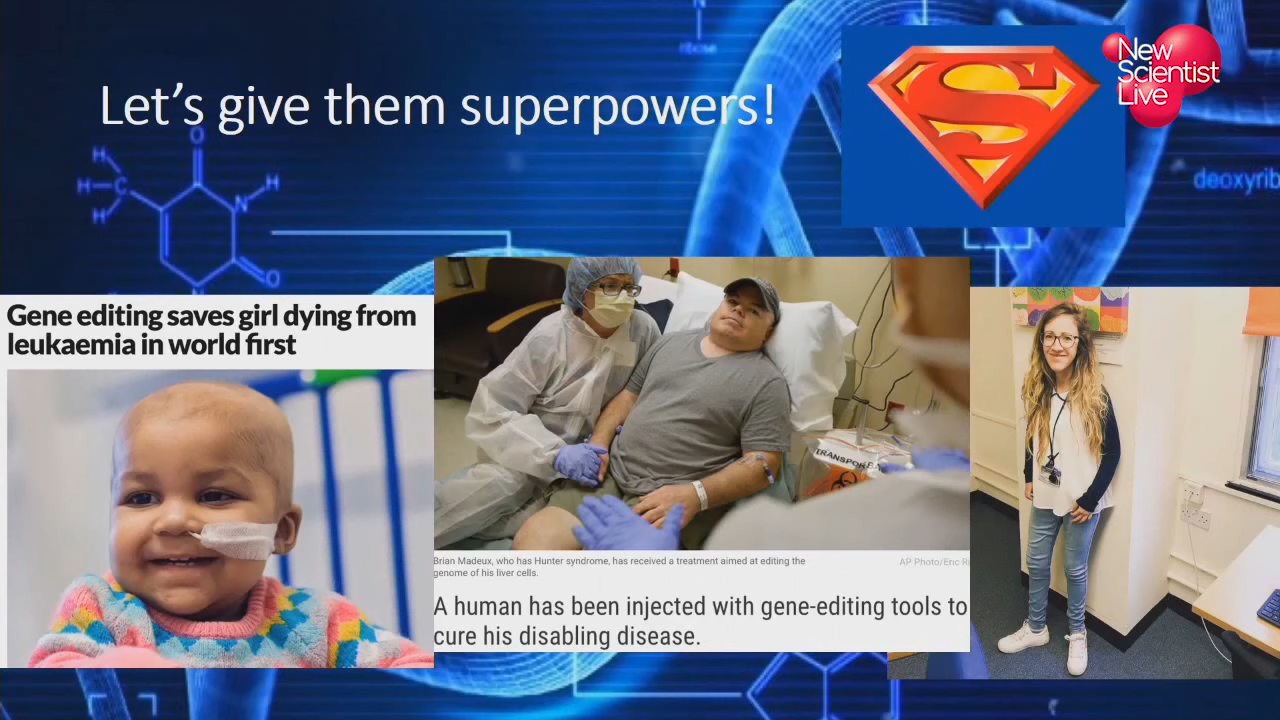 New
Scientist
Live
Let's give them superpowers!
S
ribose
H
O
H
H
C
N
H
O
N
Gene editing saves girl dying from
leukaemia in world first
TRANSPOR
Brian Madeux, who has Hunter syndrome, has received a treatment aimed at editing the
genome of his liver cells.
AP Photo/Eric R
A human has been injected with gene-editing tools to
cure his disabling disease.
deoxyrib